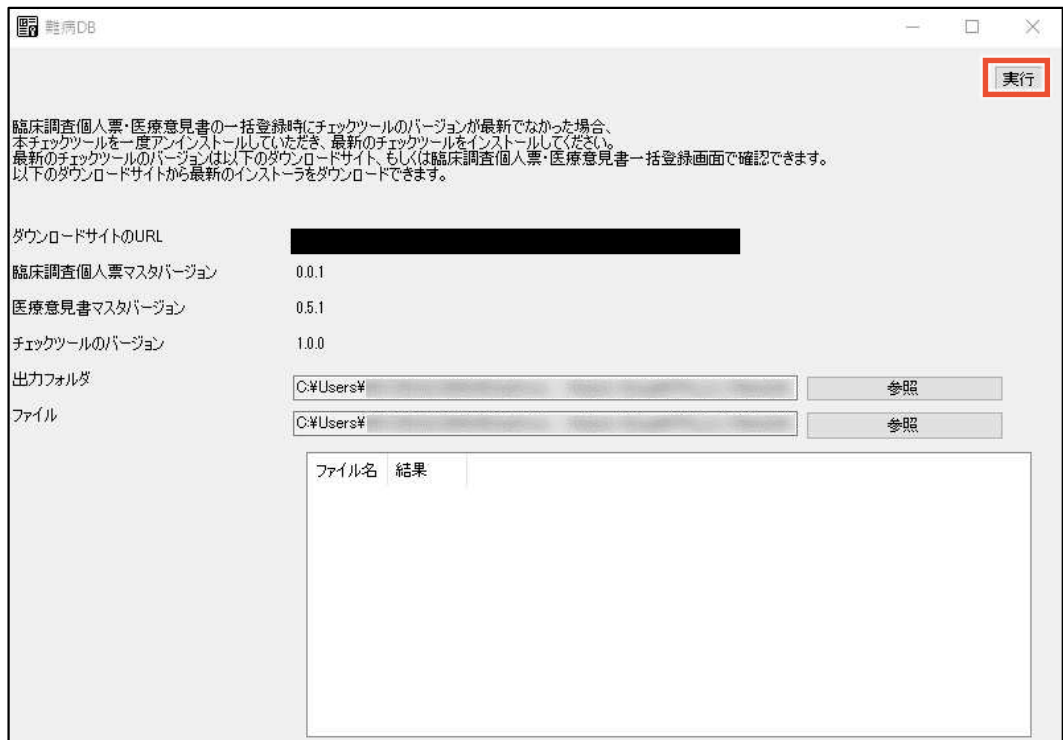 難病DB
実行
臨床調査個人票・医療意見書の一括登録時にチェックツールのバージョンが最新でなかった場合、
本チェックツールを一度アンインストールしていただき、最新のチェックツールをインストールしてください。
最新のチェックツールのバージョンは以下のダウンロードサイト、もしくは臨床調査個人票・医療意見書一括登録画面で確認できます。
以下のダウンロードサイトから最新のインストーラをダウンロードできます。
ダウンロードサイトのURL
臨床調査個人票マスタバージョン 0.0.1
医療意見書マスタバージョン 0.5.1
チェックツールのバージョン 1.0.0
出力フォルダ C:¥Users¥ 参照
ファイル C:¥Users¥ 参照
ファイル名 結果